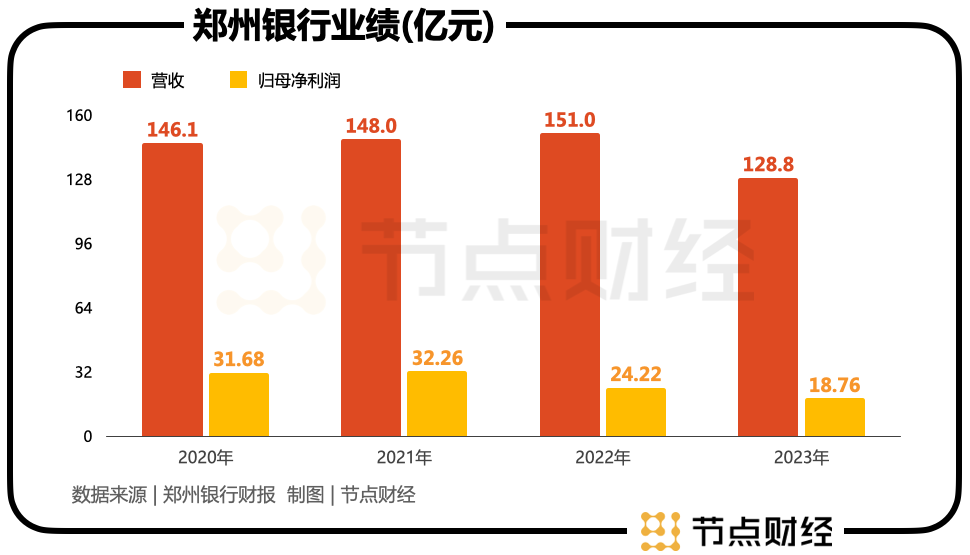 郑州银行业绩(亿元)
营收 归母净利润
160
128
96
64
32
0
146.1 148.0 151.0 128.8
31.68 32.26 24.22 18.76
节点财经
2020年 2021年 2022年 2023年
数据来源 | 郑州银行财报 制图 | 节点财经
节点财经